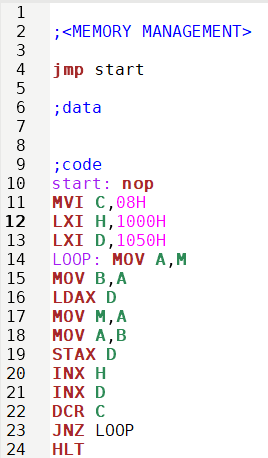 1
2 ;<MEMORY MANAGEMENT>
3
4 jmp start
5
6 ;data
7
8
9 ;code
10 start: nop
11 MVI C,08H
12 LXI H,1000H
13 LXI D,1050H
14 LOOP: MOV A,M
15 MOV B,A
16 LDAX D
17 MOV M,A
18 MOV A,B
19 STAX D
20 INX H
21 INX D
22 DCR C
23 JNZ LOOP
24 HLT